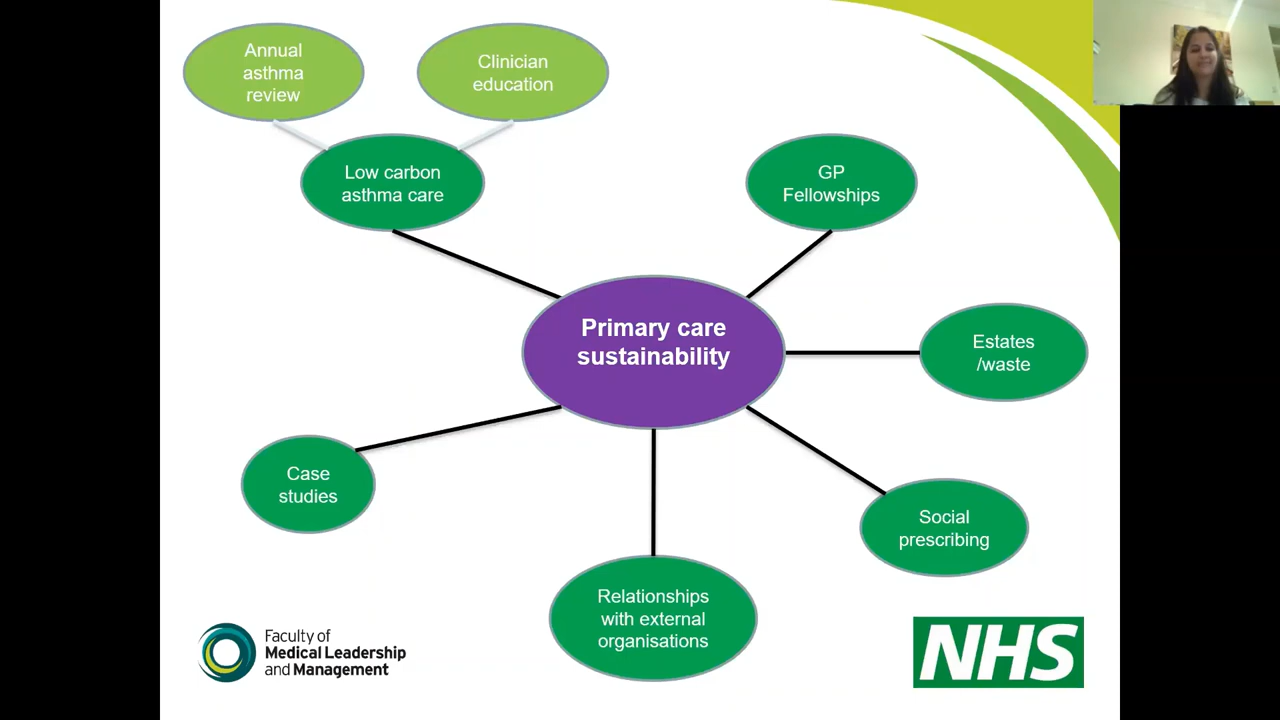 Annual
asthma
review
Clinician
education
Low carbon
asthma care
GP
Fellowships
Primary care
sustainability
Estates
/waste
Case
studies
Social
prescribing
Relationships
with external
organisations
Faculty of
Medical Leadership
and Management
NHS